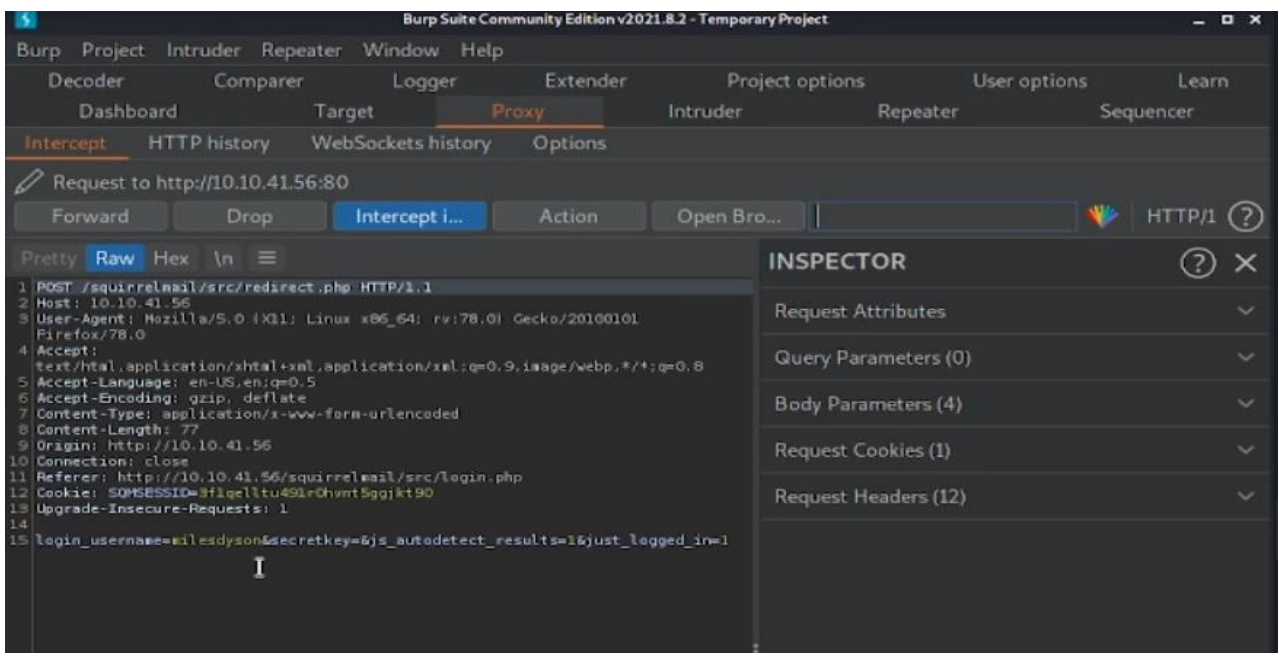 Burp Suite Community Edition v2021.8.2 - Temporary Project
Burp Project Intruder Repeater Window Help
Decoder Comparer Logger Extender Project options User options Learn
Dashboard Target Proxy Intruder Repeater Sequencer
Intercept HTTP history WebSockets history Options
Request to http://10.10.41.56:80
Forward Drop Intercept i... Action Open Bro... HTTP/1
Pretty Raw Hex \n
INSPECTOR
1 POST /squirrelmail/src/redirect.php HTTP/1.1
2 Host: 10.10.41.56
3 User-Agent: Mozilla/5.0 (X11; Linux x86_64; rv:78.0) Gecko/20100101
Firefox/78.0
4 Accept:
text/html,application/xhtml+xml,application/xml;q=0.9,image/webp,*/*;q=0.8
5 Accept-Language: en-US,en;q=0.5
6 Accept-Encoding: gzip, deflate
7 Content-Type: application/x-www-form-urlencoded
8 Content-Length: 77
9 Origin: http://10.10.41.56
10 Connection: close
11 Referer: http://10.10.41.56/squirrelmail/src/login.php
12 Cookie: SQMSESSID=3f1qelltu491r0hvnt5ggjkt90
13 Upgrade-Insecure-Requests: 1
14
15 login_username=milesdyson&secretkey=&js_autodetect_results=1&just_logged_in=1
Request Attributes
Query Parameters (0)
Body Parameters (4)
Request Cookies (1)
Request Headers (12)